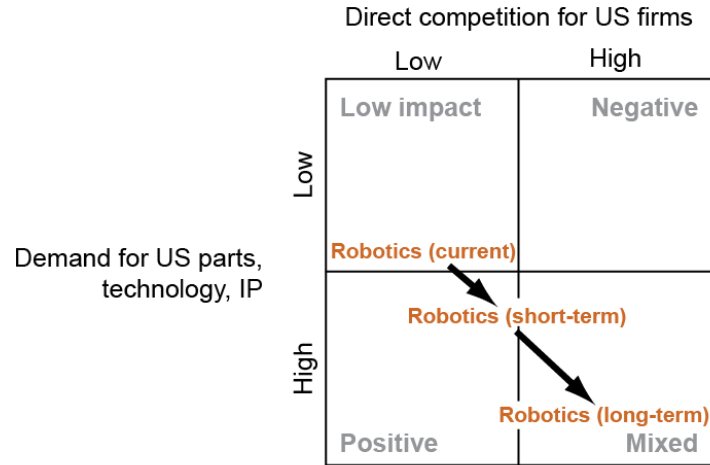 Direct competition for US firms
Low
High
Low impact
Negative
Low
Robotics (current)
Demand for US parts,
technology, IP
Robotics (short-term)
High
Robotics (long-term)
Positive
Mixed